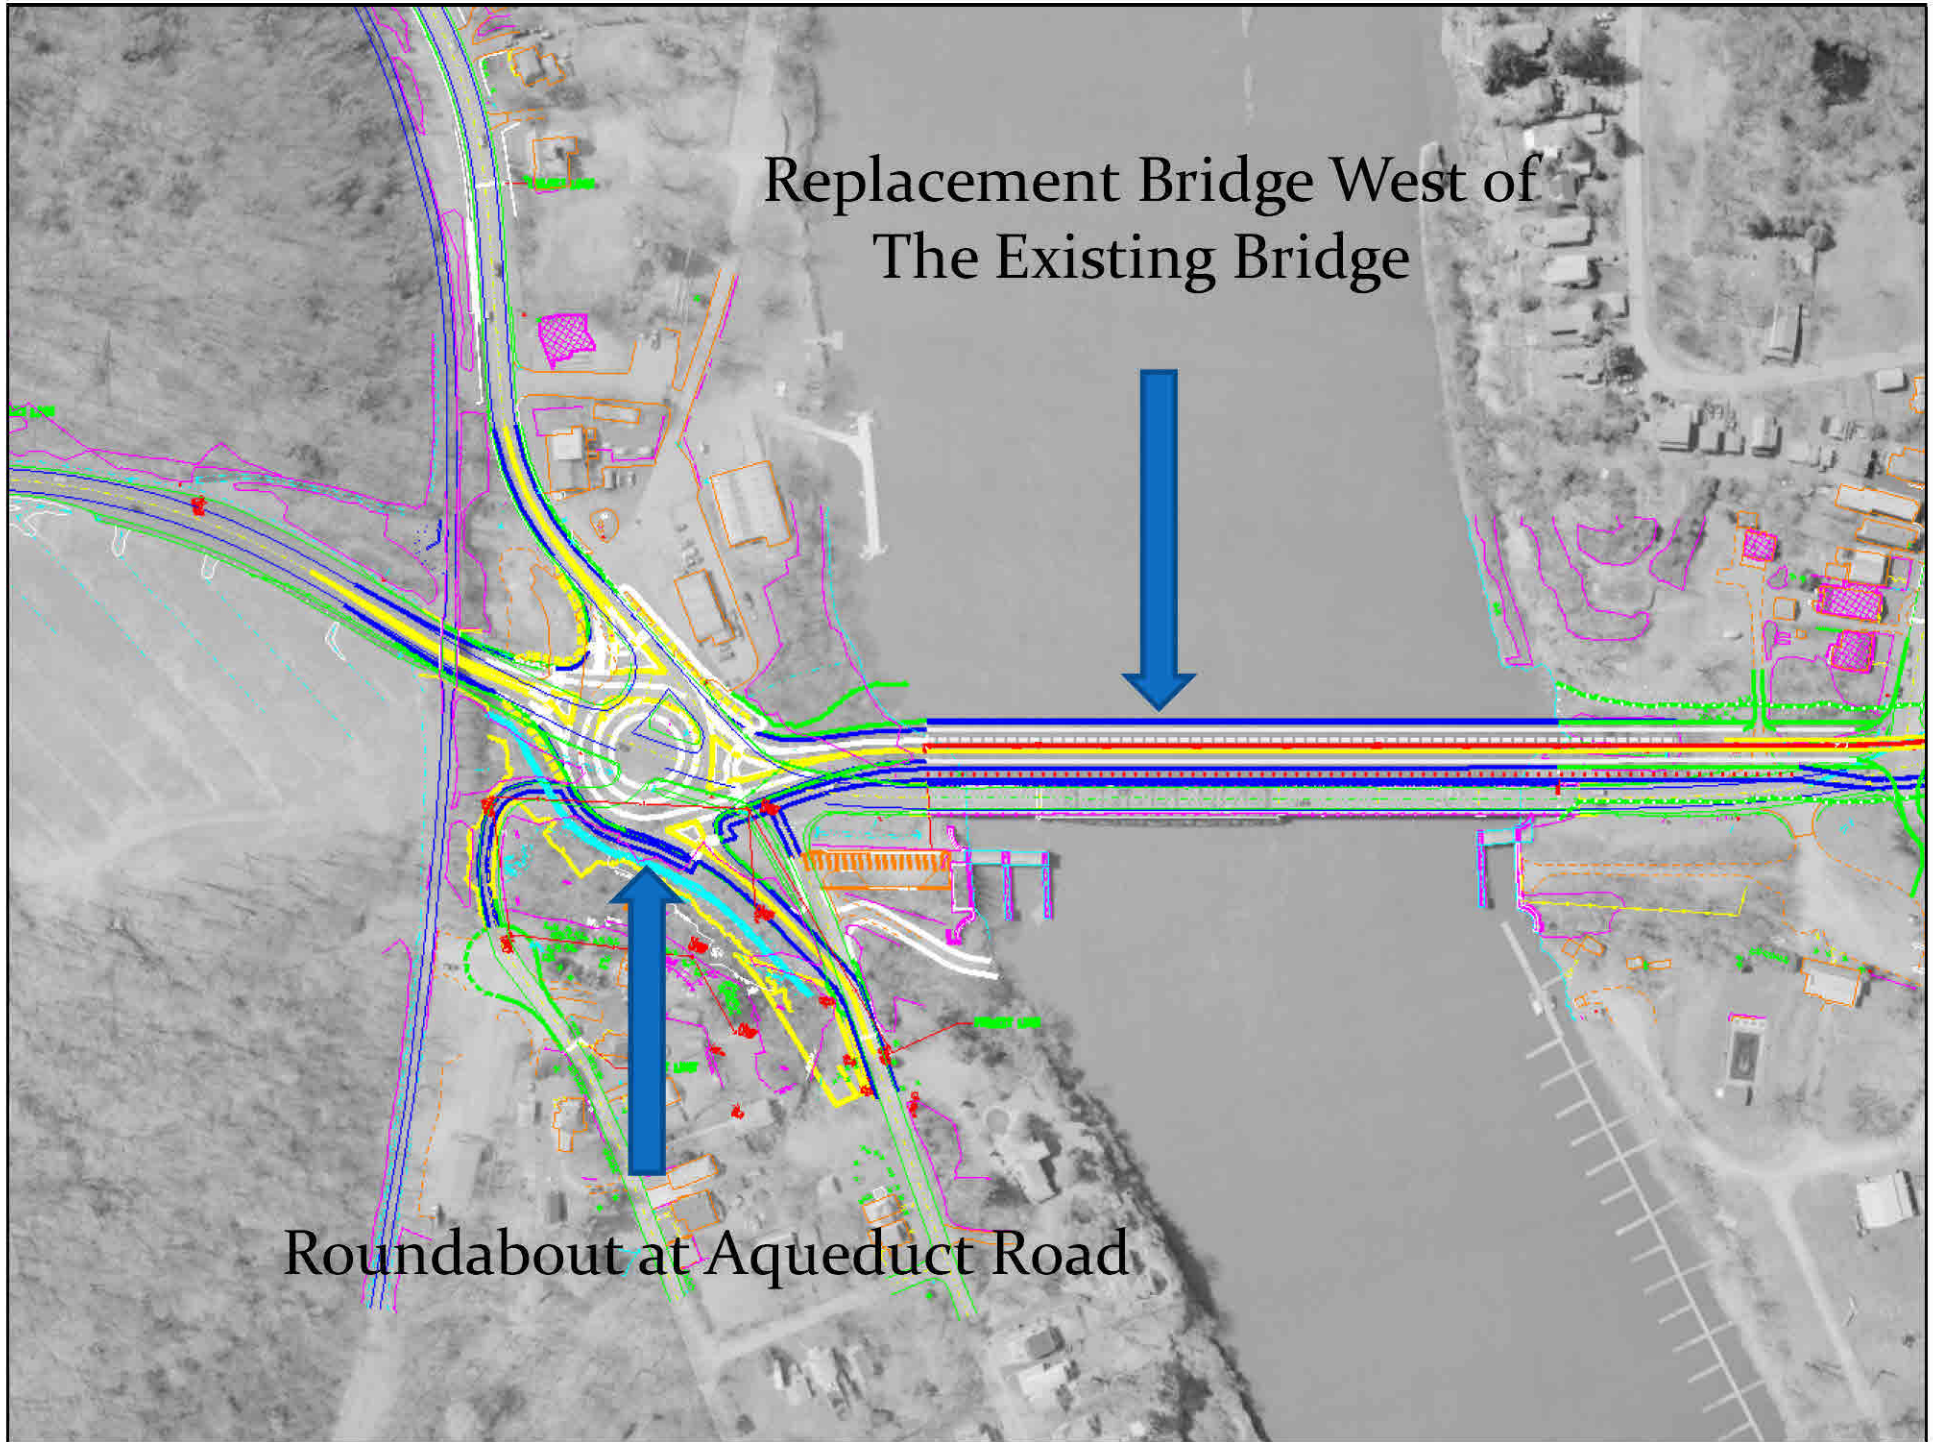 Replacement Bridge West of
The Existing Bridge
Roundabout at Aqueduct Road